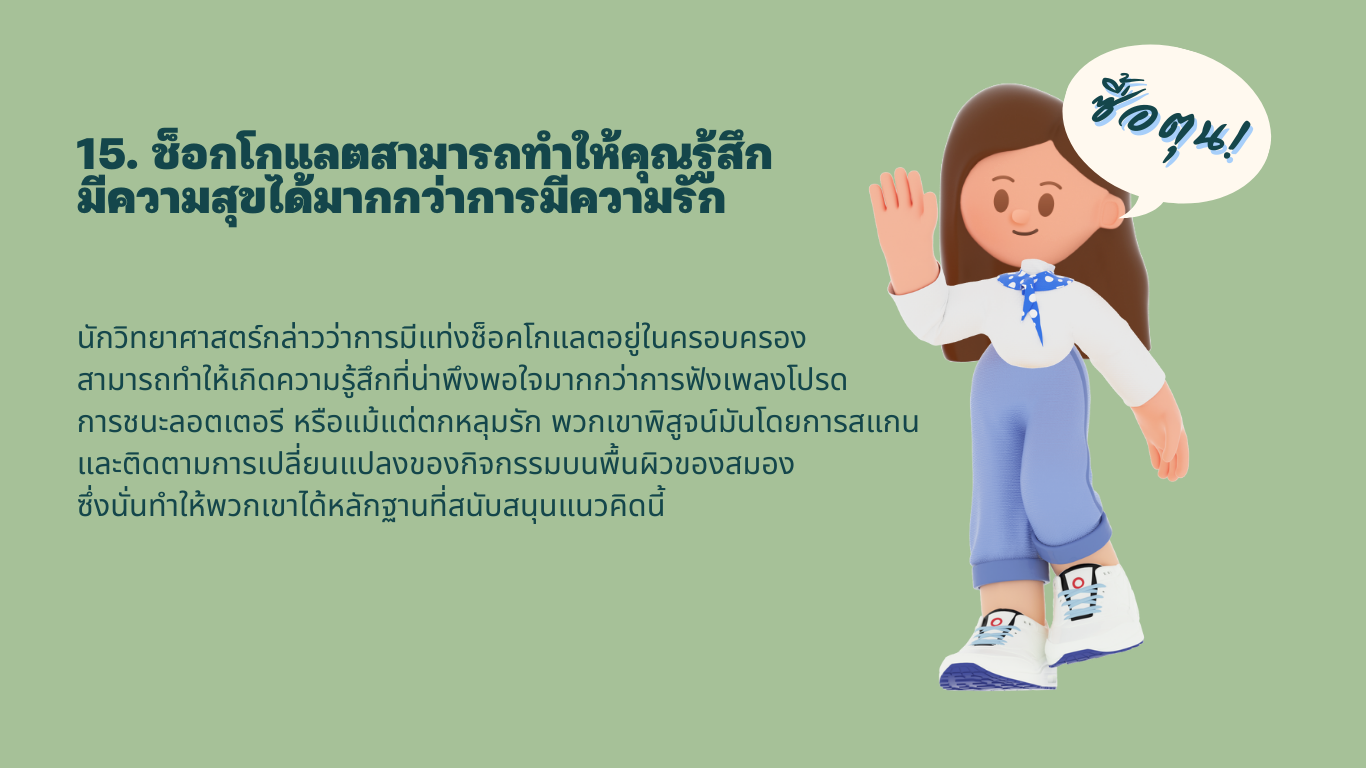 15. ช็อกโกแลตสามารถทำให้คุณรู้สึก
มีความสุขได้มากกว่าการมีความรัก
ซื่อตุน!
นักวิทยาศาสตร์กล่าวว่าการมีแท่งช็อคโกแลตอยู่ในครอบครอง
สามารถทำให้เกิดความรู้สึกที่น่าพึงพอใจมากกว่าการฟังเพลงโปรด
การชนะลอตเตอรี หรือแม้แต่ตกหลุมรัก พวกเขาพิสูจน์มันโดยการสแกน
และติดตามการเปลี่ยนแปลงของกิจกรรมบนพื้นผิวของสมอง
ซึ่งนั่นทำให้พวกเขาได้หลักฐานที่สนับสนุนแนวคิดนี้